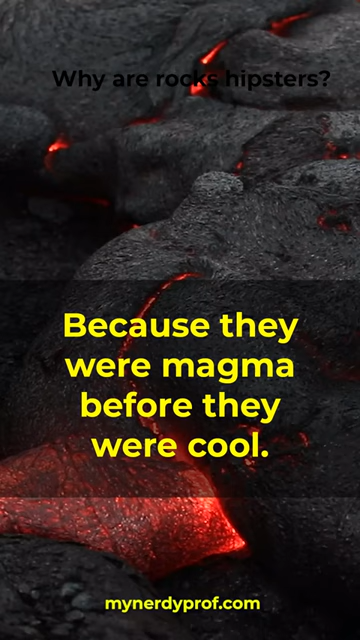 Why are rocks hipsters?
Because they
were magma
before they
were cool.
mynerdyprof.com